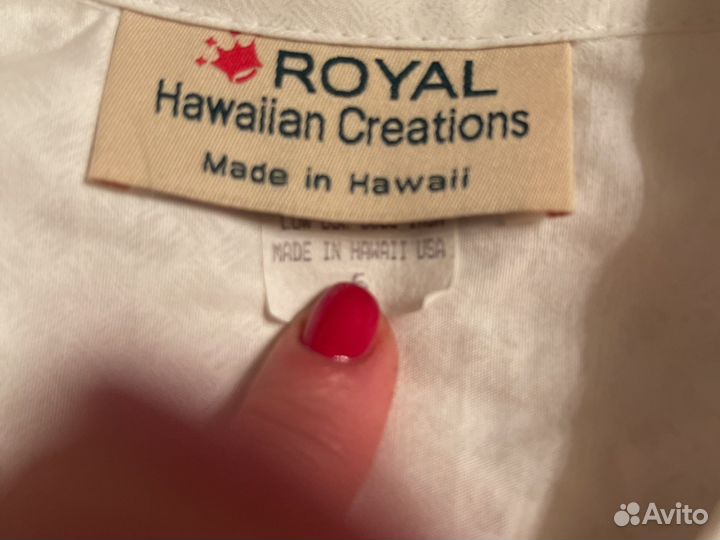 ROYAL
Hawaiian Creations
Made in Hawaii
MADE IN HAWAII USA
Avito